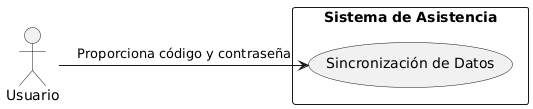 Sistema de Asistencia
Proporciona código y contraseña
Sincronización de Datos
Usuario